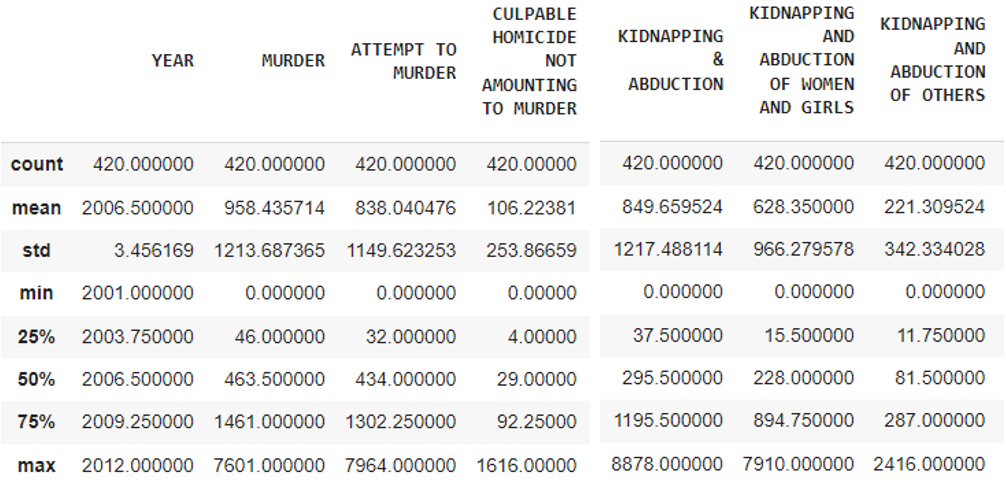 YEAR MURDER ATTEMPT TO MURDER CULPABLE HOMICIDE NOT AMOUNTING TO MURDER KIDNAPPING & ABDUCTION KIDNAPPING AND ABDUCTION OF WOMEN AND GIRLS KIDNAPPING AND ABDUCTION OF OTHERS
count 420.000000 420.000000 420.000000 420.00000 420.000000 420.000000 420.000000
mean 2006.500000 958.435714 838.040476 106.22381 849.659524 628.350000 221.309524
std 3.456169 1213.687365 1149.623253 253.86659 1217.488114 966.279578 342.334028
min 2001.000000 0.000000 0.000000 0.00000 0.000000 0.000000 0.000000
25% 2003.750000 46.000000 32.000000 4.00000 37.500000 15.500000 11.750000
50% 2006.500000 463.500000 434.000000 29.00000 295.500000 228.000000 81.500000
75% 2009.250000 1461.000000 1302.250000 92.25000 1195.500000 894.750000 287.000000
max 2012.000000 7601.000000 7964.000000 1616.00000 8878.000000 7910.000000 2416.000000